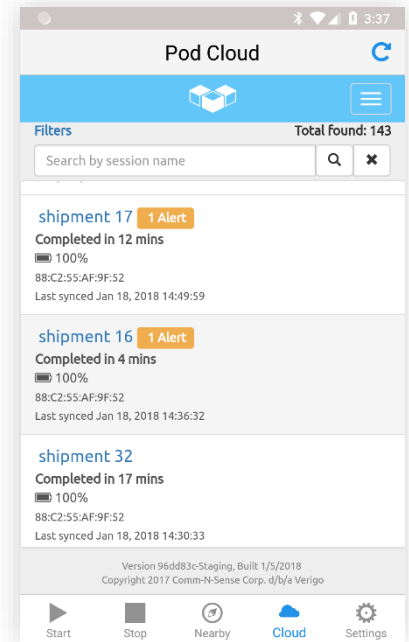 3:37
Pod Cloud
Filters Total found: 143
Search by session name
shipment 17 1 Alert
Completed in 12 mins
100%
88:C2:55:AF:9F:52
Last synced Jan 18, 2018 14:49:59
shipment 16 1 Alert
Completed in 4 mins
100%
88:C2:55:AF:9F:52
Last synced Jan 18, 2018 14:36:32
shipment 32
Completed in 17 mins
100%
88:C2:55:AF:9F:52
Last synced Jan 18, 2018 14:30:33
Version 96dd83c-Staging, Built 1/5/2018
Copyright 2017 Comm-N-Sense Corp. d/b/a Verigo
Start Stop Nearby Cloud Settings